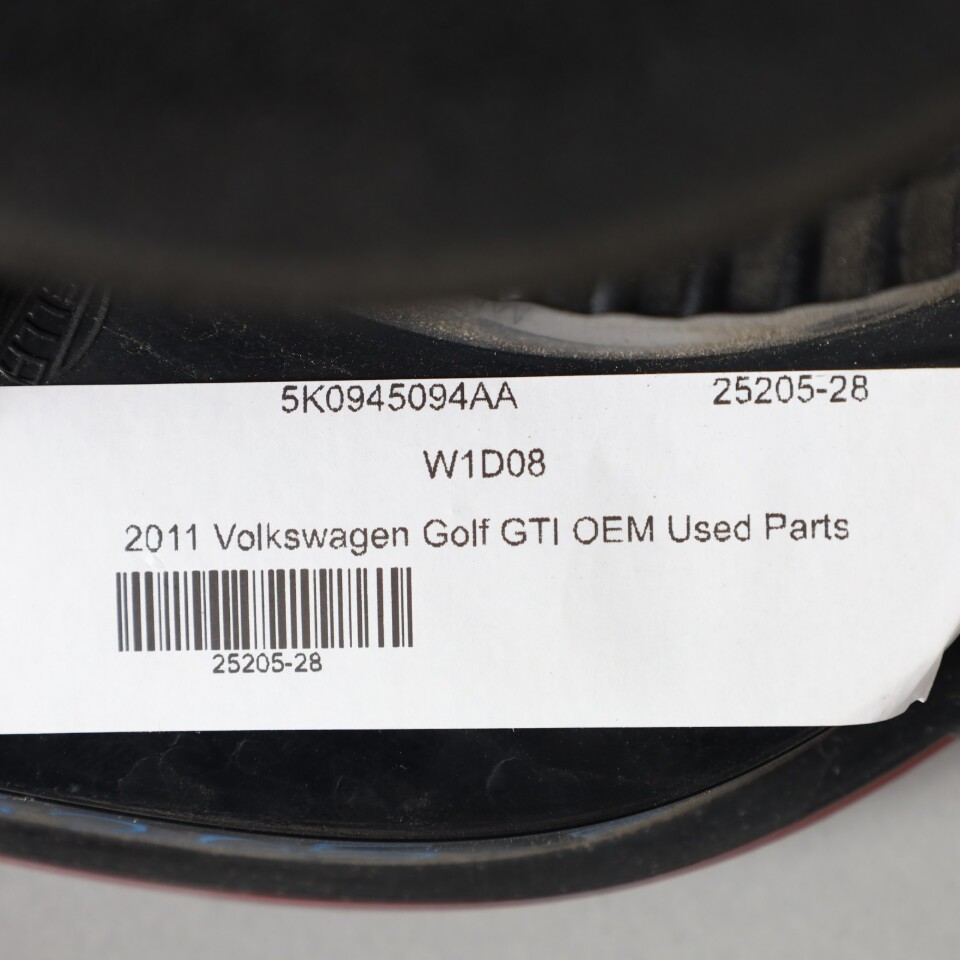 5K0945094AA 25205-28
W1D08
2011 Volkswagen Golf GTI OEM Used Parts
25205-28